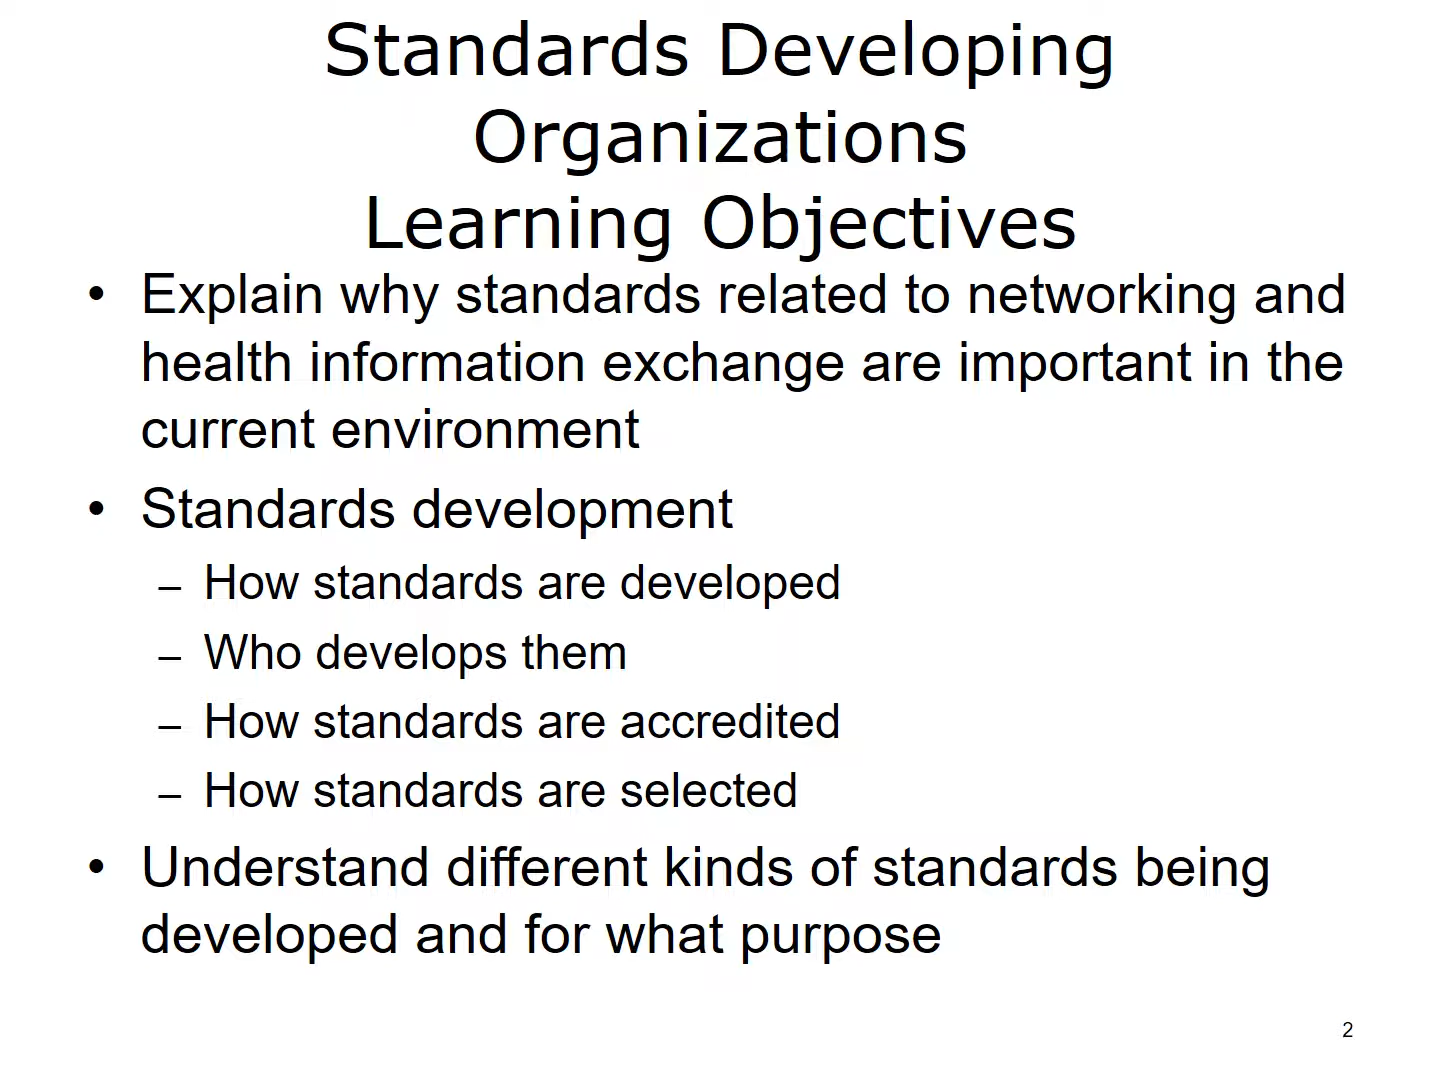 Standards Developing
Organizations
Learning Objectives
• Explain why standards related to networking and
health information exchange are important in the
current environment
• Standards development
– How standards are developed
– Who develops them
– How standards are accredited
– How standards are selected
• Understand different kinds of standards being
developed and for what purpose
2